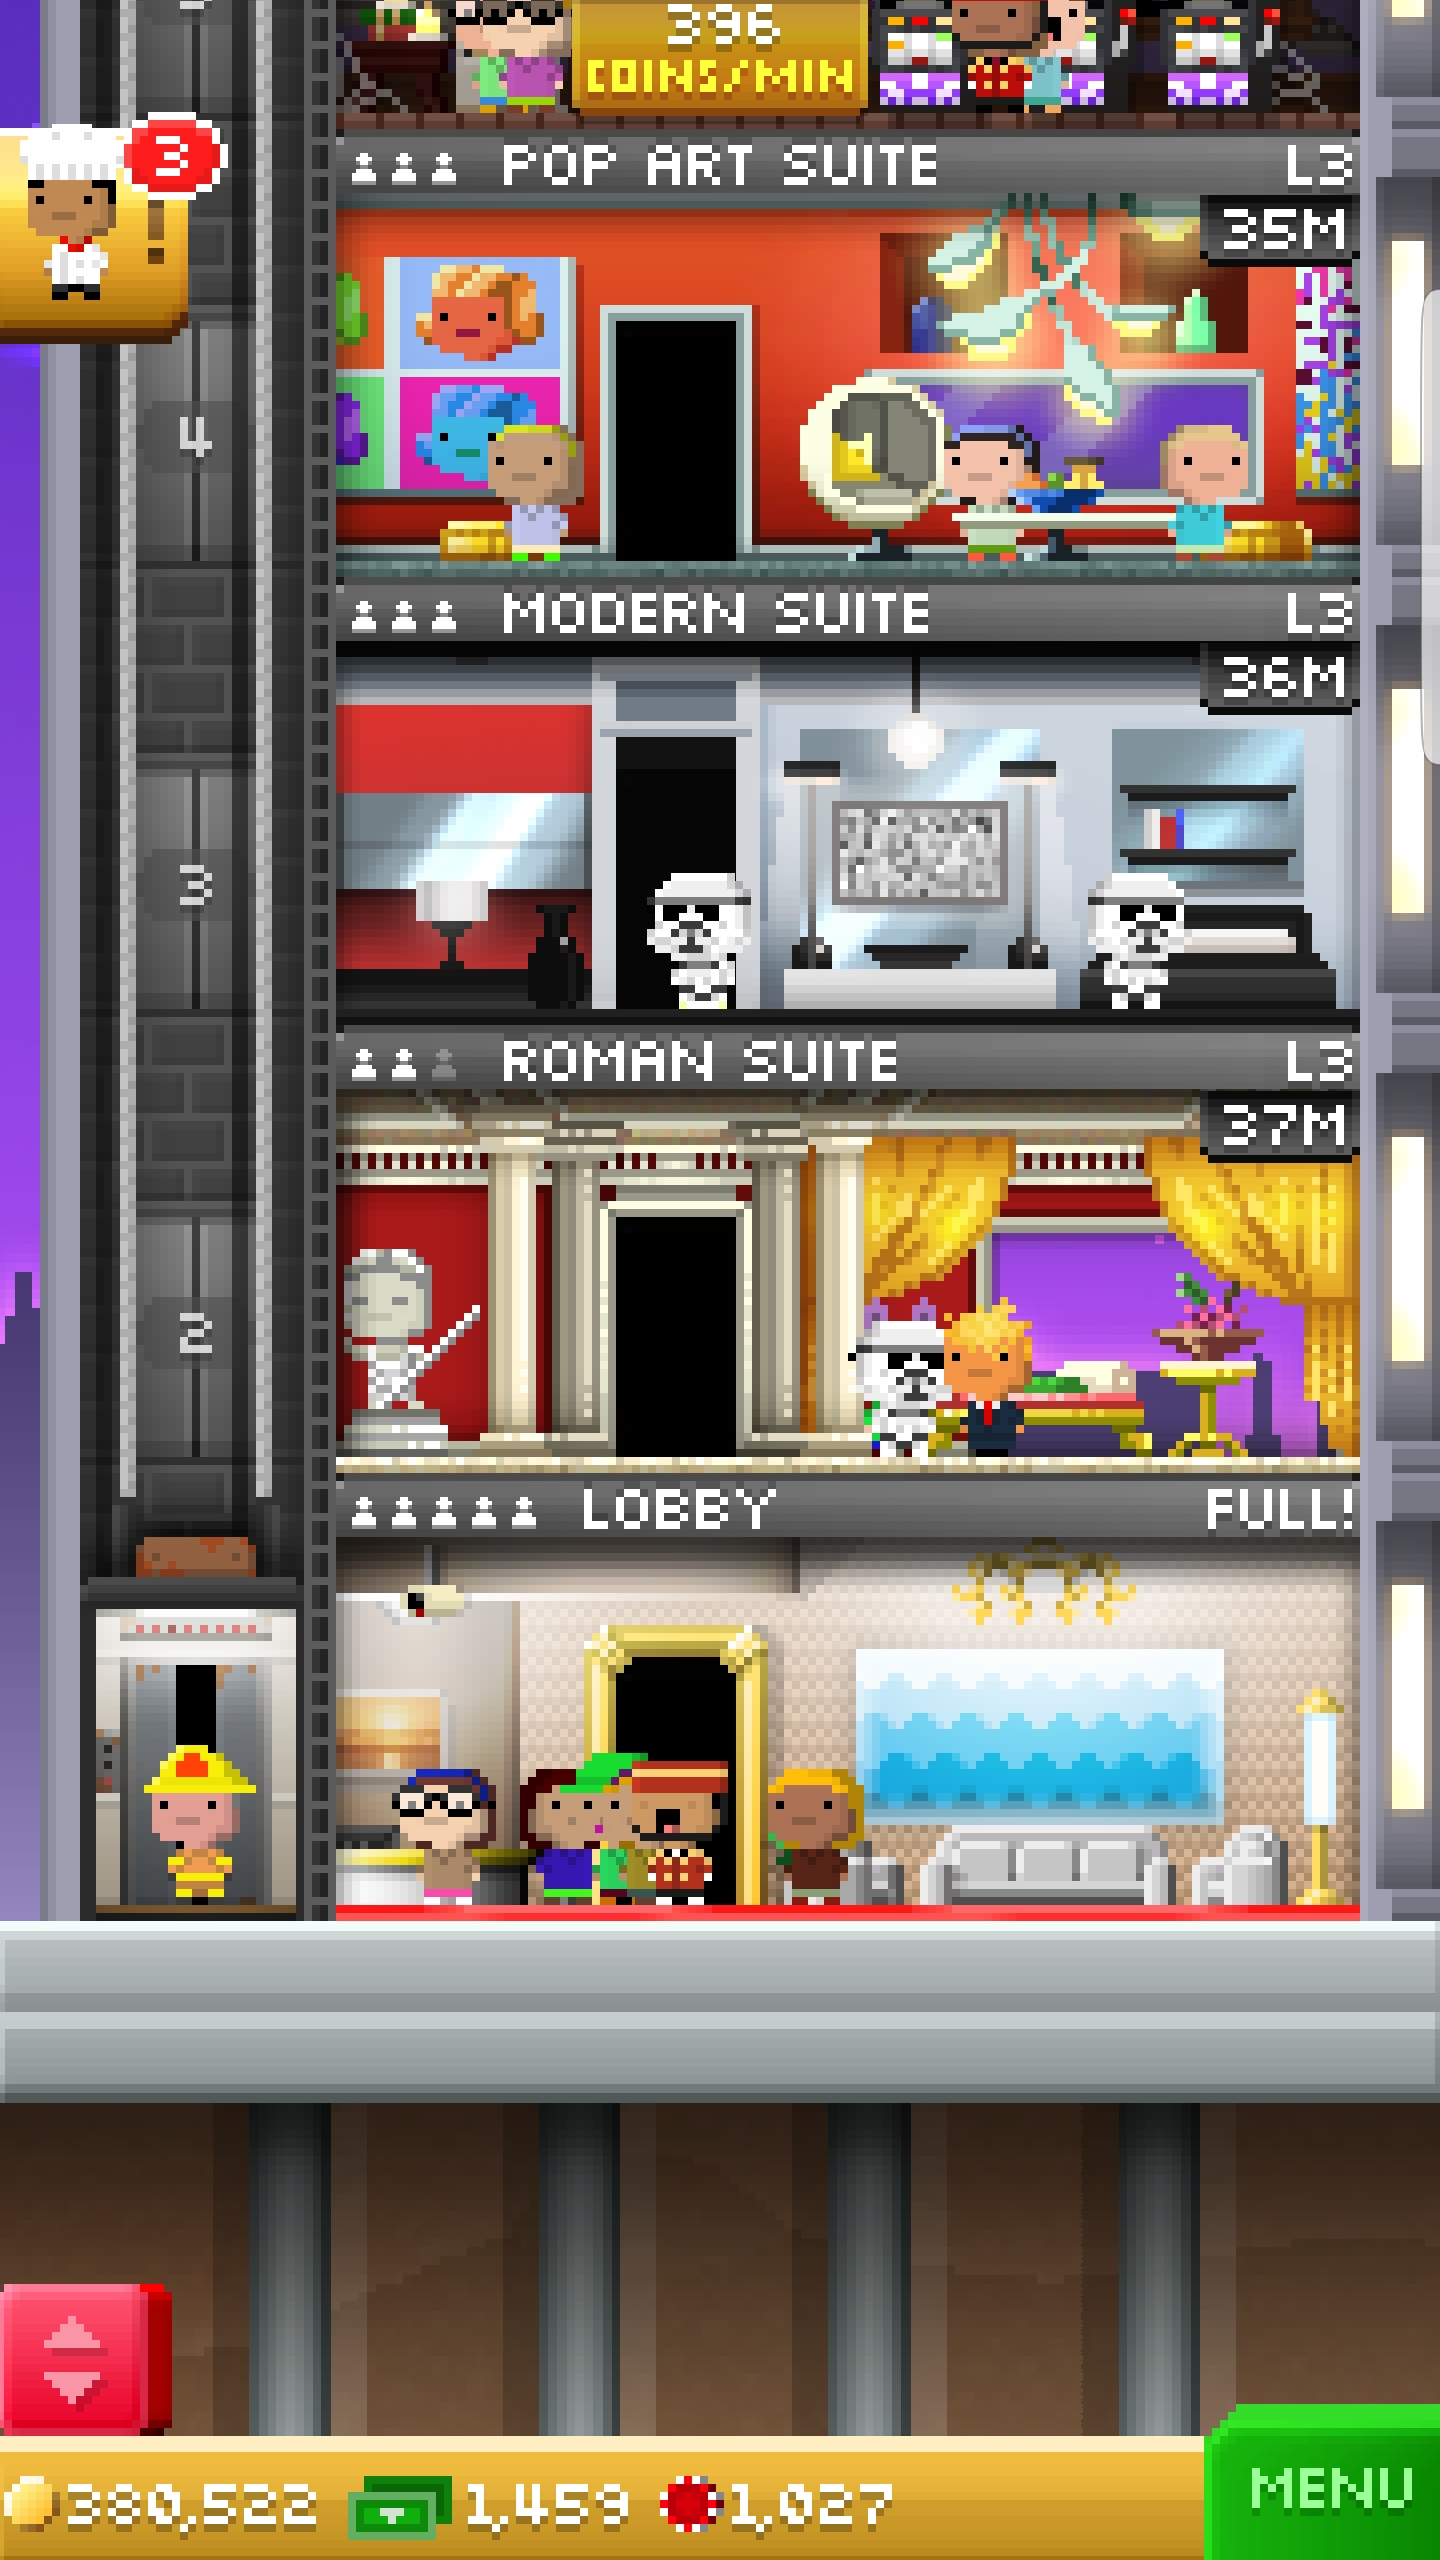 396
COINS/MIN
3
POP ART SUITE L3
35M
4
MODERN SUITE L3
36M
3
ROMAN SUITE L3
37M
2
LOBBY FULL!
380,522 1,459 1,027
MENU